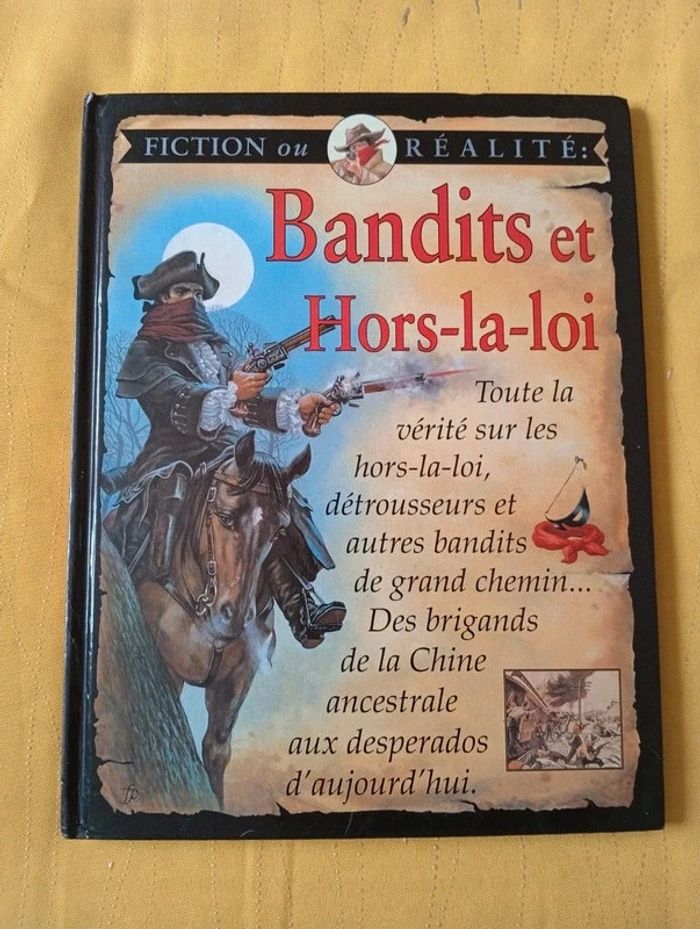 FICTION ou RÉALITÉ:
Bandits et
Hors-la-loi
Toute la
vérité sur les
hors-la-loi,
détrousseurs et
autres bandits
de grand chemin...
Des brigands
de la Chine
ancestrale
aux desperados
d'aujourd'hui.